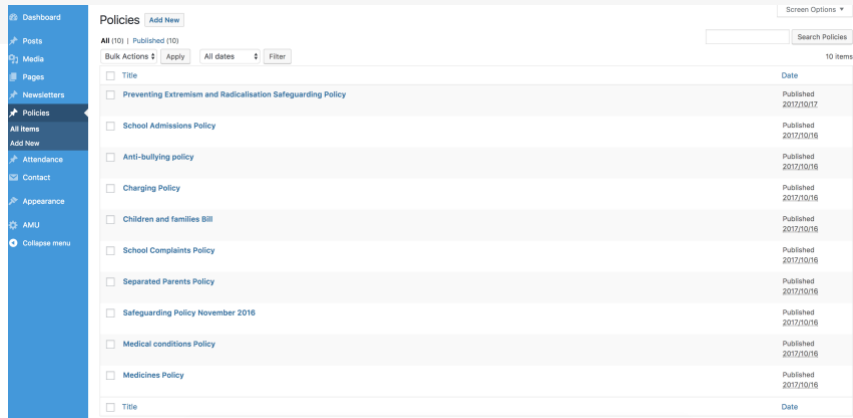 Dashboard
Posts
Media
Pages
Newsletters
Policies
All items
Add New
Attendance
Contact
Appearance
AMU
Collapse menu
Screen Options
Policies Add New
All (10) | Published (10)
Search Policies
Bulk Actions Apply All dates Filter 10 items
Title Date
Preventing Extremism and Radicalisation Safeguarding Policy Published
2017/10/17
School Admissions Policy Published
2017/10/16
Anti-bullying policy Published
2017/10/16
Charging Policy Published
2017/10/16
Children and families Bill Published
2017/10/16
School Complaints Policy Published
2017/10/16
Separated Parents Policy Published
2017/10/16
Safeguarding Policy November 2016 Published
2017/10/16
Medical conditions Policy Published
2017/10/16
Medicines Policy Published
2017/10/16
Title Date